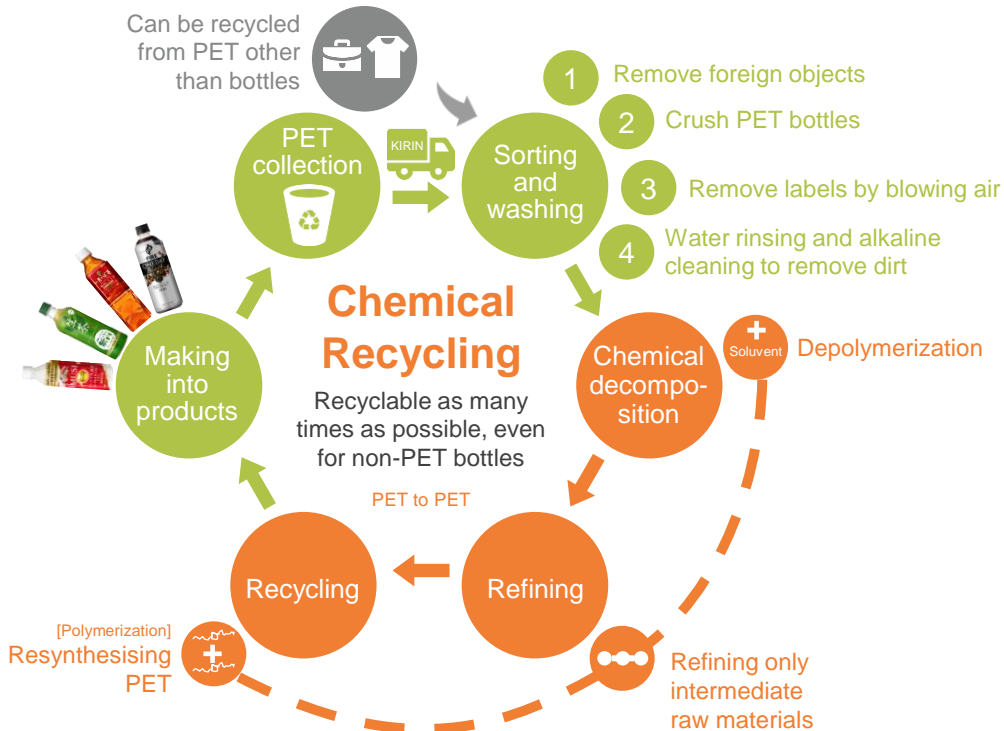 Can be recycled
from PET other
than bottles
PET
collection
KIRIN
Sorting
and
washing
1
Remove foreign objects
2
Crush PET bottles
3
Remove labels by blowing air
4
Water rinsing and alkaline
cleaning to remove dirt
Chemical
Recycling
Recyclable as many
times as possible, even
for non-PET bottles
PET to PET
Making
into
products
Chemical
decompo-
sition
Soluvent
Depolymerization
Recycling
Refining
[Polymerization]
Resynthesising
PET
Refining only
intermediate
raw materials